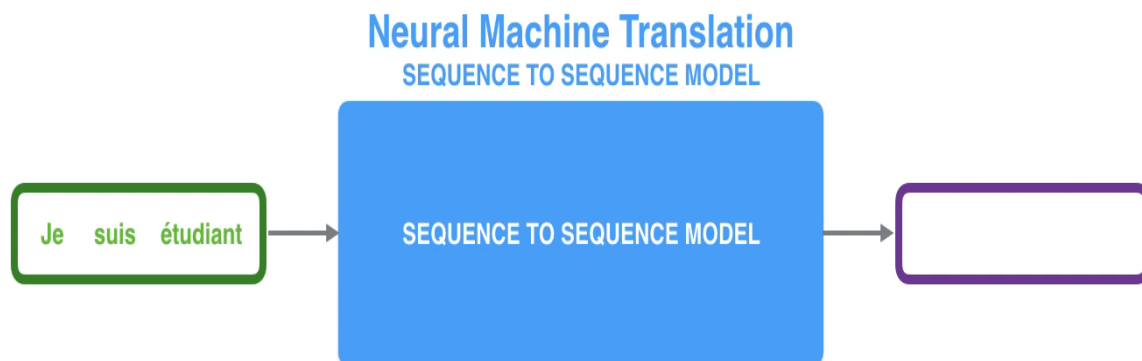 Neural Machine Translation
SEQUENCE TO SEQUENCE MODEL
Je suis étudiant
SEQUENCE TO SEQUENCE MODEL